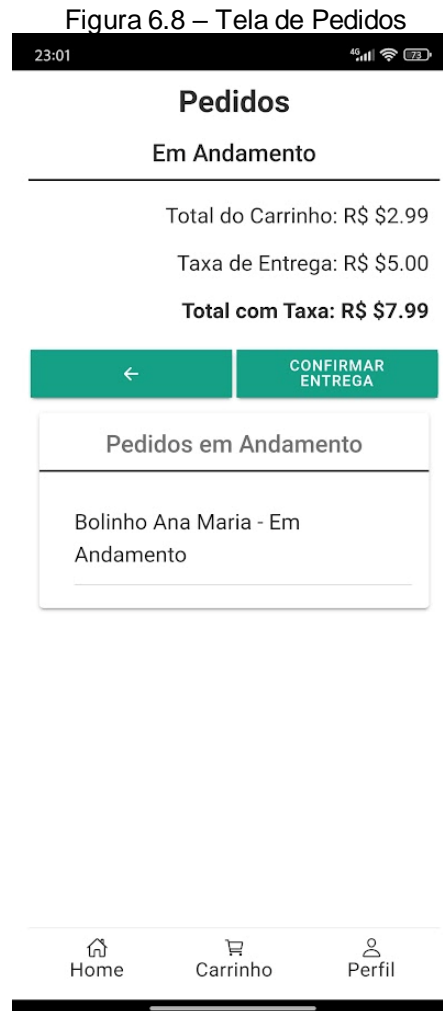 Figura 6.8 – Tela de Pedidos
23:01
4G
73
Pedidos
Em Andamento
Total do Carrinho: R$ $2.99
Taxa de Entrega: R$ $5.00
Total com Taxa: R$ $7.99
CONFIRMAR
ENTREGA
Pedidos em Andamento
Bolinho Ana Maria - Em
Andamento
Home Carrinho Perfil